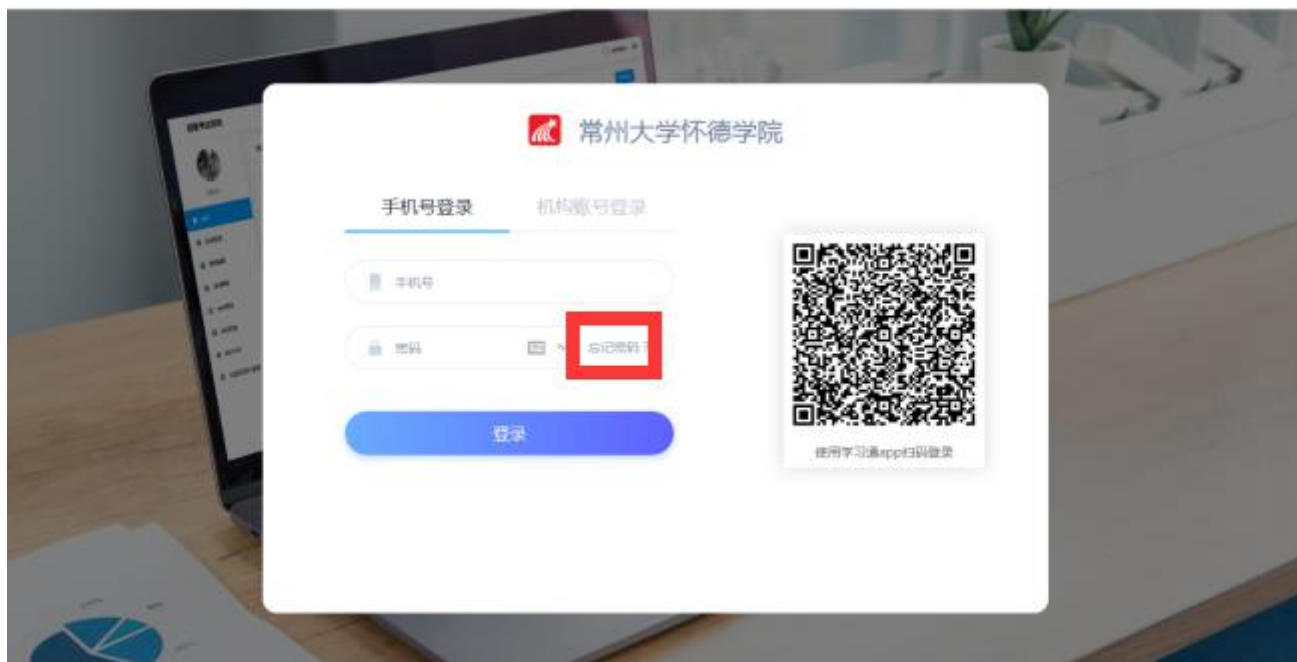 常州大学怀德学院
手机号登录
机构账号登录
手机号
密码
忘记密码?
登录
使用学习通app扫码登录